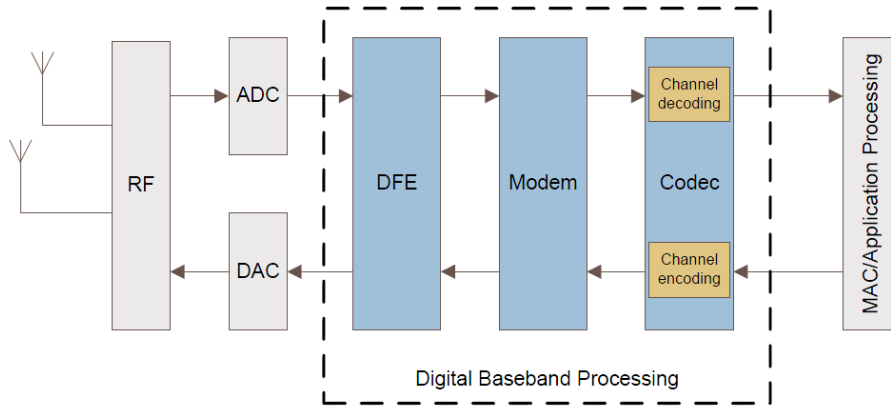 RF
ADC
DAC
DFE
Modem
Codec
Channel
decoding
Channel
encoding
MAC/Application Processing
Digital Baseband Processing